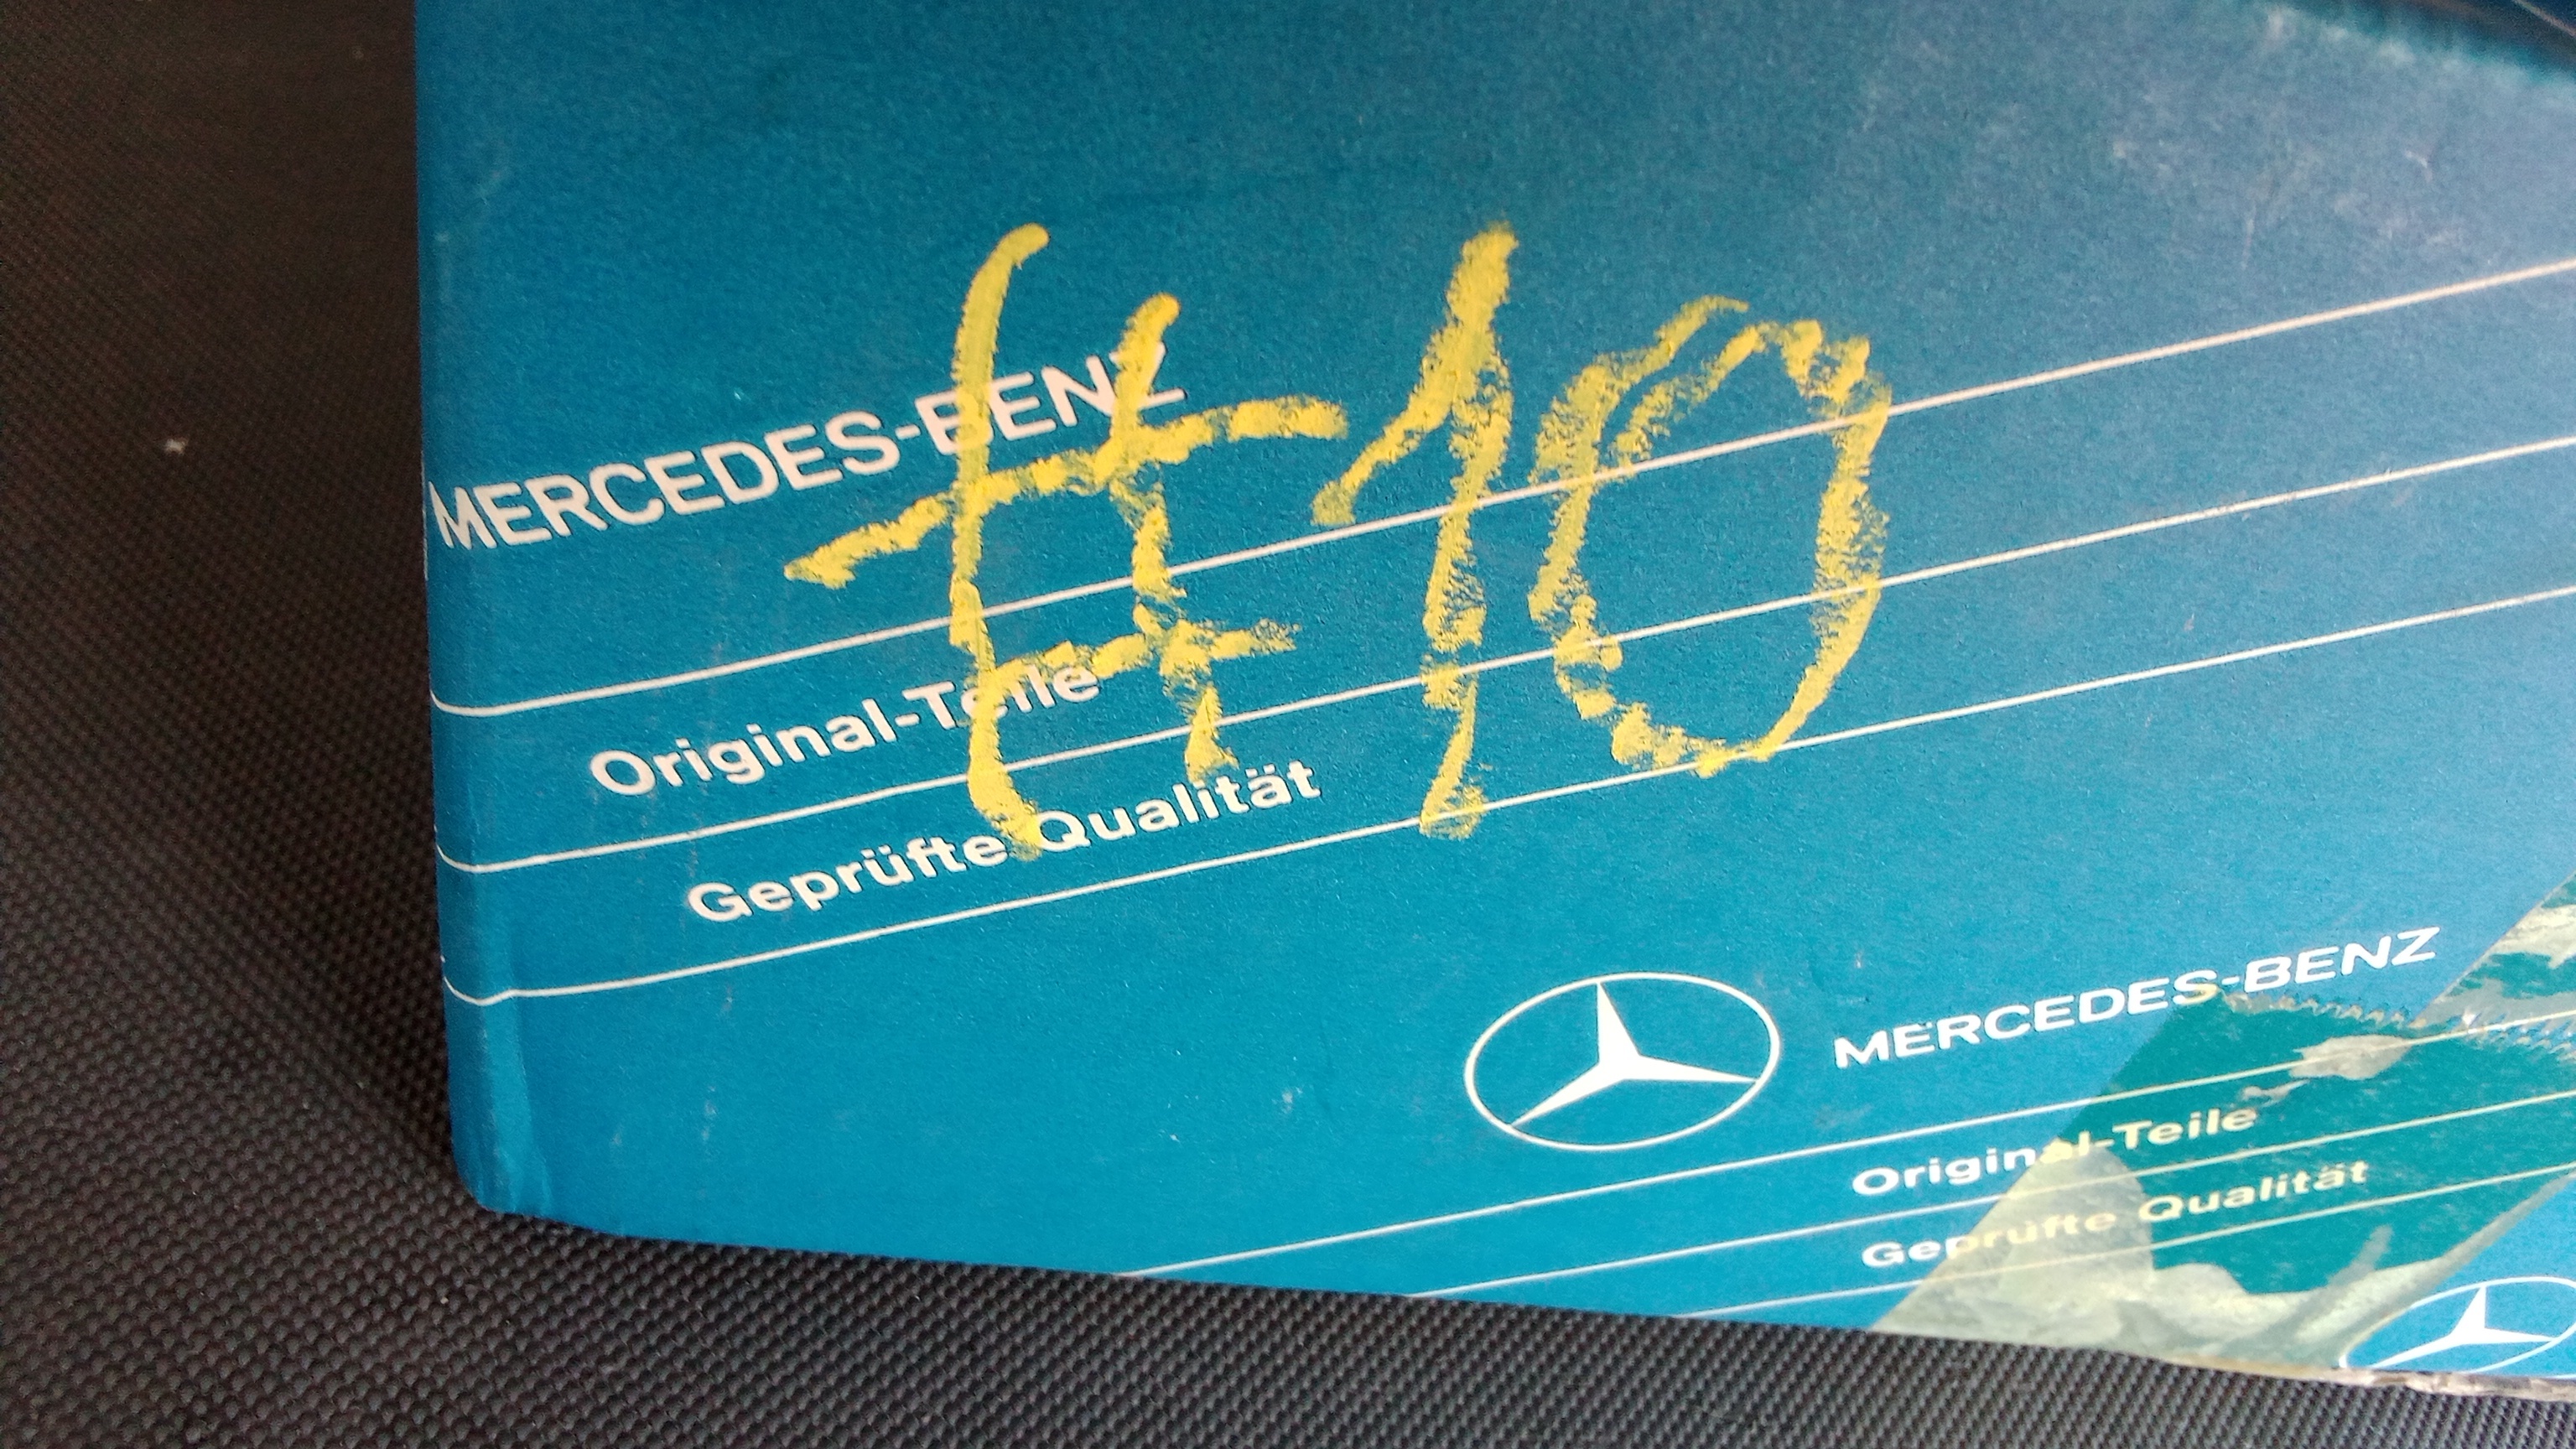 MERCEDES-BENZ
#10
Original-Teile
Geprüfte Qualität
MERCEDES-BENZ
Original-Teile
Geprüfte Qualität